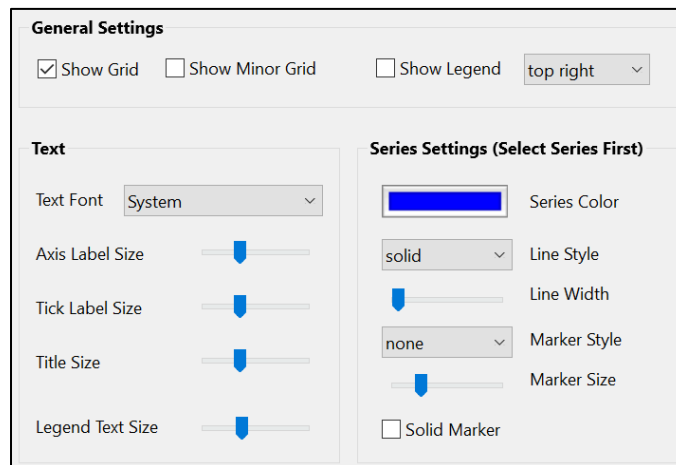 General Settings
Show Grid Show Minor Grid Show Legend top right
Text
Text Font System
Axis Label Size
Tick Label Size
Title Size
Legend Text Size
Series Settings (Select Series First)
Series Color
solid Line Style
Line Width
none Marker Style
Marker Size
Solid Marker